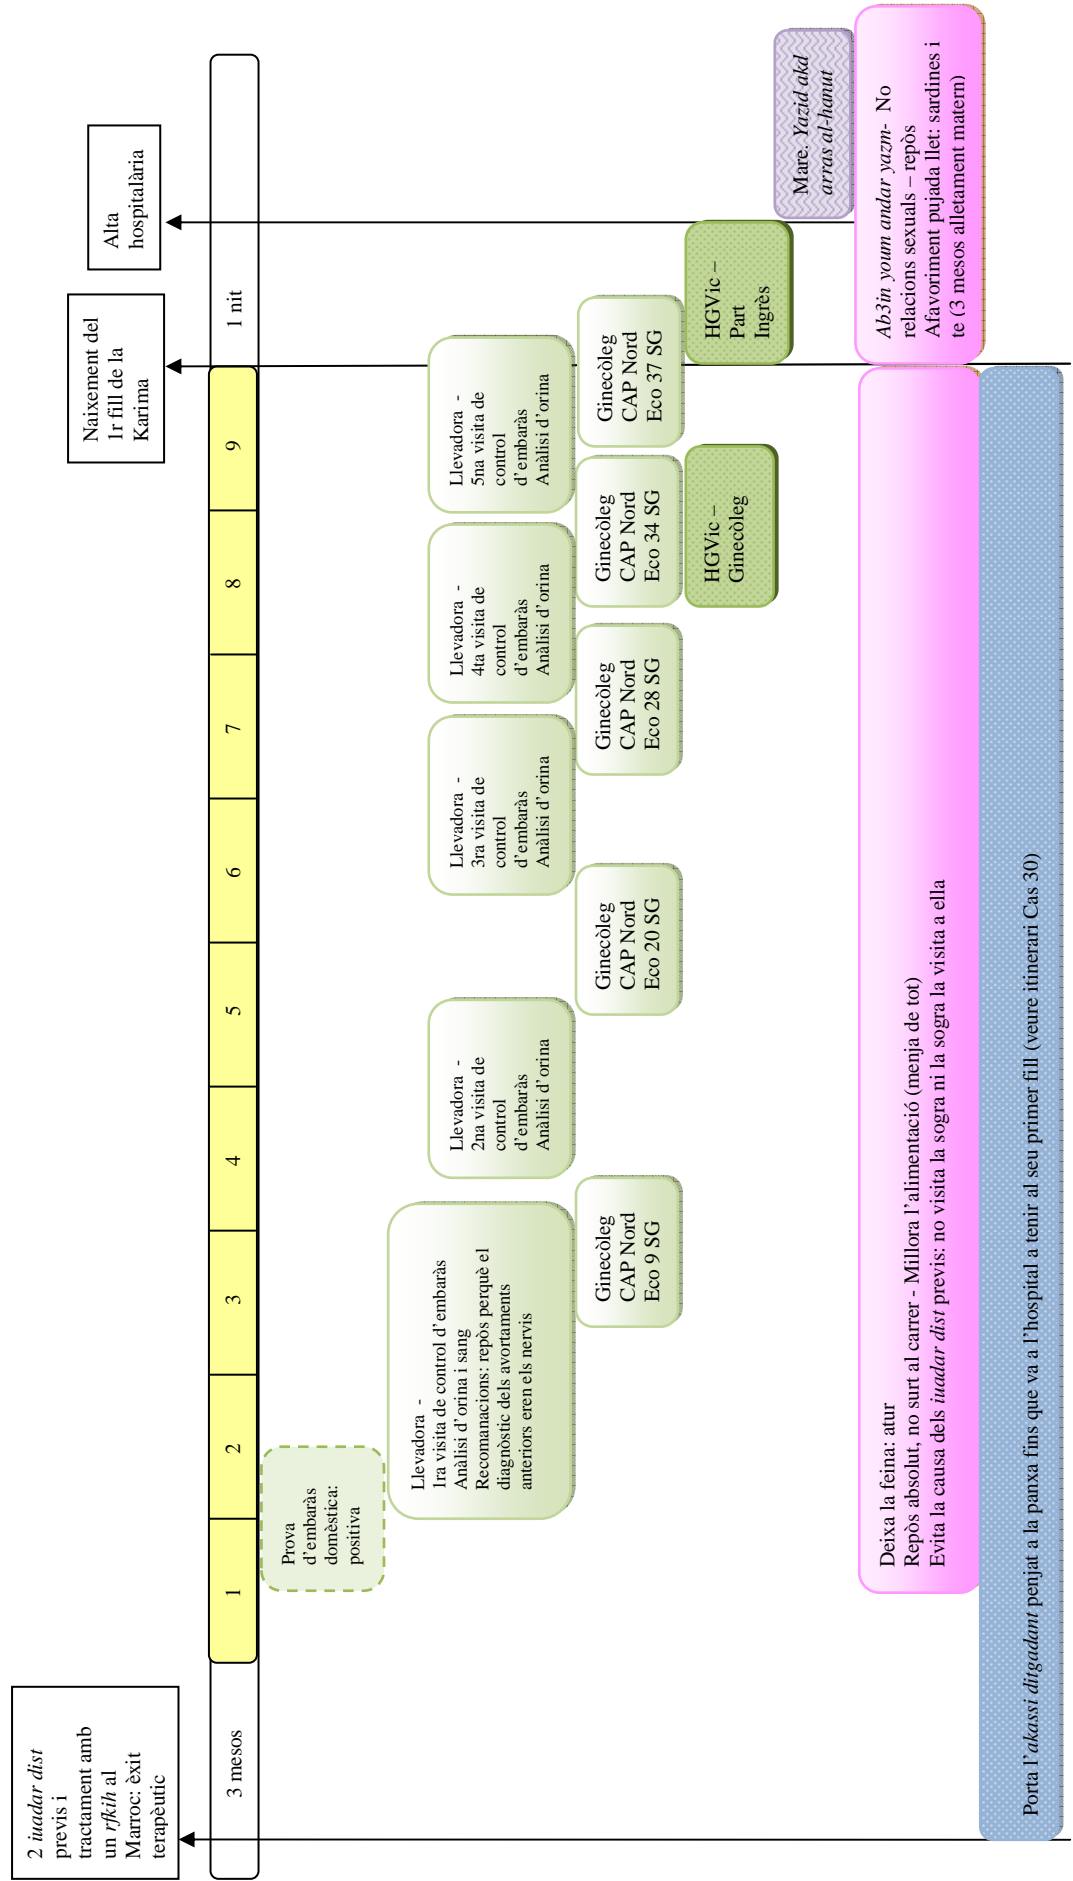 2 iuadar dist
previs i
tractament amb
un rfkih al
Marroc: èxit
terapèutic
Naixement del
1r fill de la
Karima
Alta
hospitalària
3 mesos
1
2
3
4
5
6
7
8
9
1 nit
Prova
d'embaràs
domèstica:
positiva
Llevadora -
1ra visita de control d'embaràs
Anàlisi d'orina i sang
Recomanacions: repòs perquè el
diagnòstic dels avortaments
anteriors eren els nervis
Llevadora -
2na visita de
control
d'embaràs
Anàlisi d'orina
Llevadora -
3ra visita de
control
d'embaràs
Anàlisi d'orina
Llevadora -
4ta visita de
control
d'embaràs
Anàlisi d'orina
Llevadora -
5na visita de
control
d'embaràs
Anàlisi d'orina
Ginecòleg
CAP Nord
Eco 9 SG
Ginecòleg
CAP Nord
Eco 20 SG
Ginecòleg
CAP Nord
Eco 28 SG
Ginecòleg
CAP Nord
Eco 34 SG
Ginecòleg
CAP Nord
Eco 37 SG
HGVic –
Ginecòleg
HGVic –
Part
Ingrès
Mare. Yazid akd
arras al-hanut
Deixa la feina: atur
Repòs absolut, no surt al carrer - Millora l'alimentació (menja de tot)
Evita la causa dels iuadar dist previs: no visita la sogra ni la sogra la visita a ella
Ab3in youm andar yazm- No
relacions sexuals – repòs
Afavoriment pujada llet: sardines i
te (3 mesos alletament matern)
Porta l'akassi ditgadant penjat a la panxa fins que va a l'hospital a tenir al seu primer fill (veure itinerari Cas 30)